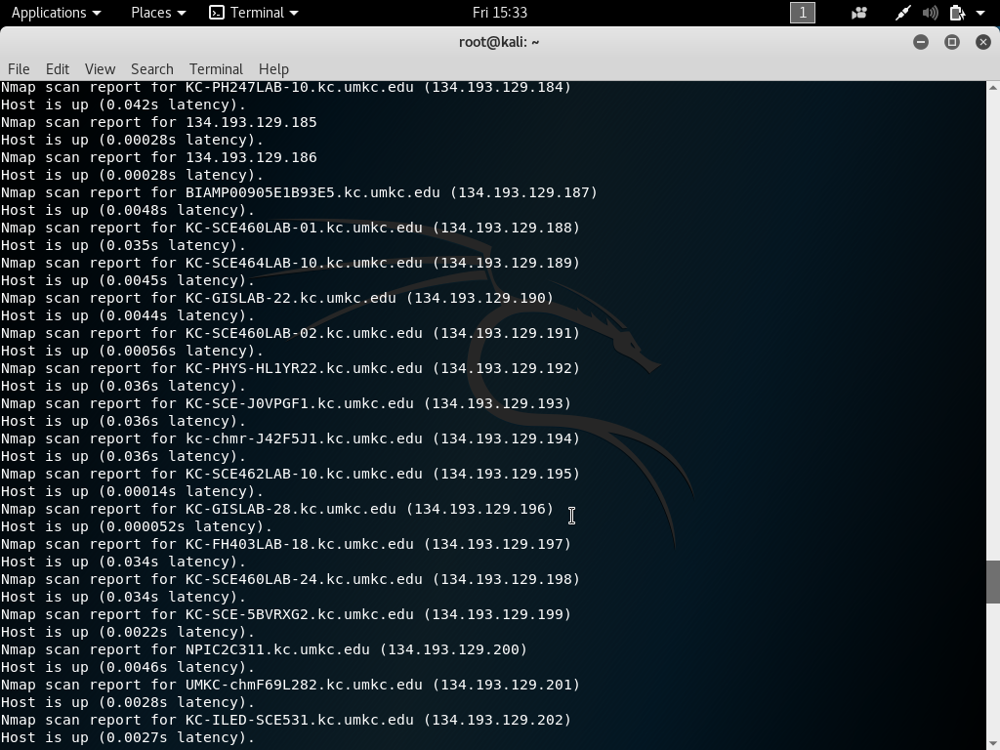 Applications Places Terminal Fri 15:33 1
root@kali: ~
File Edit View Search Terminal Help
Nmap scan report for KC-PH247LAB-10.kc.umkc.edu (134.193.129.184)
Host is up (0.042s latency).
Nmap scan report for 134.193.129.185
Host is up (0.00028s latency).
Nmap scan report for 134.193.129.186
Host is up (0.00028s latency).
Nmap scan report for BIAMP00905E1B93E5.kc.umkc.edu (134.193.129.187)
Host is up (0.0048s latency).
Nmap scan report for KC-SCE460LAB-01.kc.umkc.edu (134.193.129.188)
Host is up (0.035s latency).
Nmap scan report for KC-SCE464LAB-10.kc.umkc.edu (134.193.129.189)
Host is up (0.0045s latency).
Nmap scan report for KC-GISLAB-22.kc.umkc.edu (134.193.129.190)
Host is up (0.0044s latency).
Nmap scan report for KC-SCE460LAB-02.kc.umkc.edu (134.193.129.191)
Host is up (0.00056s latency).
Nmap scan report for KC-PHYS-HL1YR22.kc.umkc.edu (134.193.129.192)
Host is up (0.036s latency).
Nmap scan report for KC-SCE-J0VPGF1.kc.umkc.edu (134.193.129.193)
Host is up (0.036s latency).
Nmap scan report for kc-chmr-J42F5J1.kc.umkc.edu (134.193.129.194)
Host is up (0.036s latency).
Nmap scan report for KC-SCE462LAB-10.kc.umkc.edu (134.193.129.195)
Host is up (0.00014s latency).
Nmap scan report for KC-GISLAB-28.kc.umkc.edu (134.193.129.196)
Host is up (0.000052s latency).
Nmap scan report for KC-FH403LAB-18.kc.umkc.edu (134.193.129.197)
Host is up (0.034s latency).
Nmap scan report for KC-SCE460LAB-24.kc.umkc.edu (134.193.129.198)
Host is up (0.034s latency).
Nmap scan report for KC-SCE-5BVRXG2.kc.umkc.edu (134.193.129.199)
Host is up (0.0022s latency).
Nmap scan report for NPIC2C311.kc.umkc.edu (134.193.129.200)
Host is up (0.0046s latency).
Nmap scan report for UMKC-chmF69L282.kc.umkc.edu (134.193.129.201)
Host is up (0.0028s latency).
Nmap scan report for KC-ILED-SCE531.kc.umkc.edu (134.193.129.202)
Host is up (0.0027s latency).